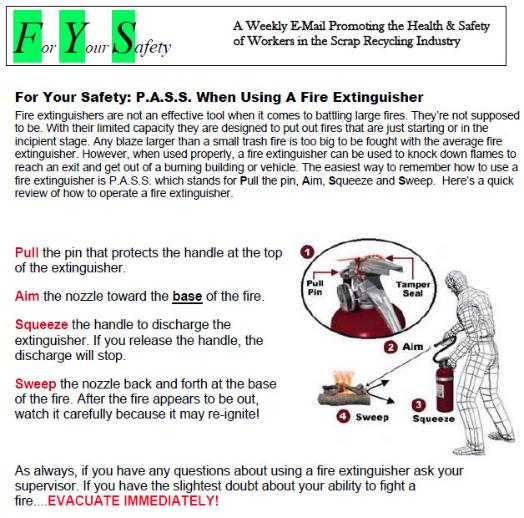 For Your Safety
A Weekly E-Mail Promoting the Health & Safety
of Workers in the Scrap Recycling Industry
For Your Safety: P.A.S.S. When Using A Fire Extinguisher
Fire extinguishers are not an effective tool when it comes to battling large fires. They're not supposed
to be. With their limited capacity they are designed to put out fires that are just starting or in the
incipient stage. Any blaze larger than a small trash fire is too big to be fought with the average fire
extinguisher. However, when used properly, a fire extinguisher can be used to knock down flames to
reach an exit and get out of a burning building or vehicle. The easiest way to remember how to use a
fire extinguisher is P.A.S.S. which stands for Pull the pin, Aim, Squeeze and Sweep. Here's a quick
review of how to operate a fire extinguisher.
Pull the pin that protects the handle at the top
of the extinguisher.
Aim the nozzle toward the base of the fire.
Squeeze the handle to discharge the
extinguisher. If you release the handle, the
discharge will stop.
Sweep the nozzle back and forth at the base
of the fire. After the fire appears to be out,
watch it carefully because it may re-ignite!
1
Pull
Pin
Tamper
Seal
2 Aim
3
Squeeze
4 Sweep
As always, if you have any questions about using a fire extinguisher ask your
supervisor. If you have the slightest doubt about your ability to fight a
fire....EVACUATE IMMEDIATELY!